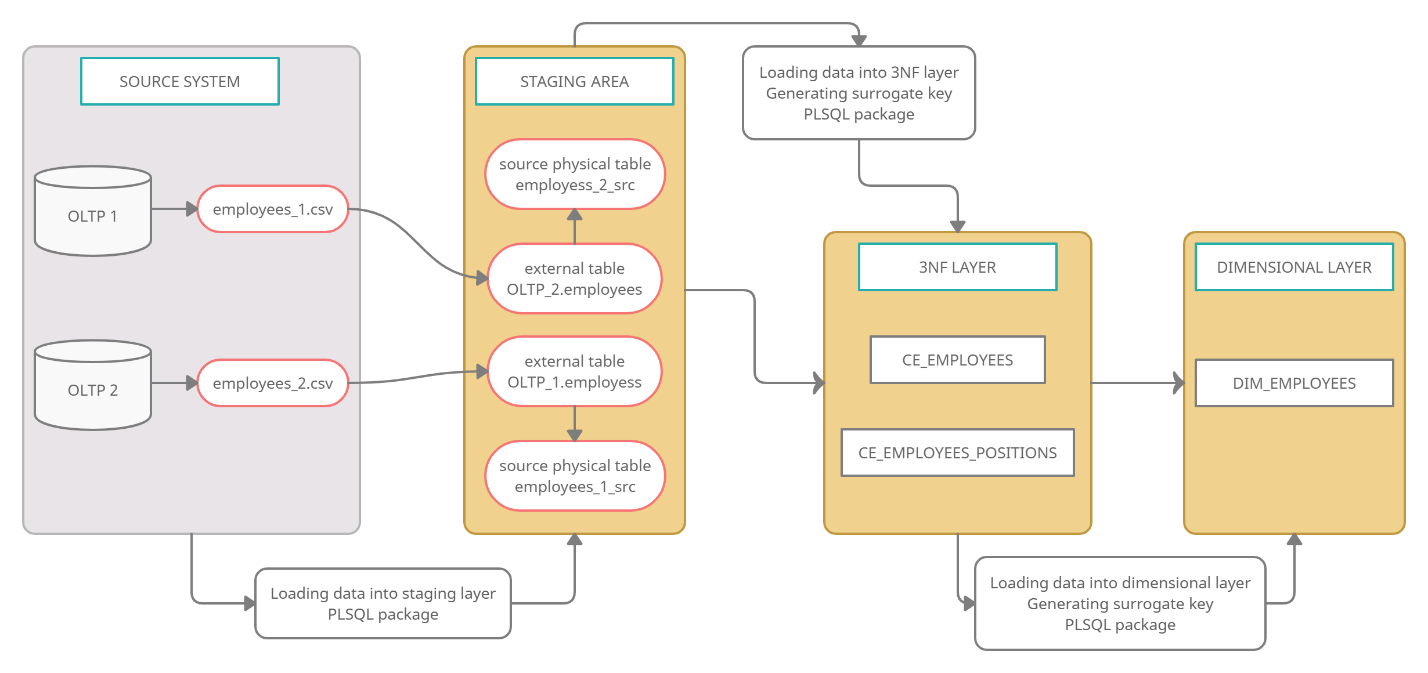 SOURCE SYSTEM
OLTP 1
employees_1.csv
OLTP 2
employees_2.csv
Loading data into staging layer
PLSQL package
STAGING AREA
source physical table
employess_2_src
external table
OLTP_2.employees
external table
OLTP_1.employess
source physical table
employees_1_src
Loading data into 3NF layer
Generating surrogate key
PLSQL package
3NF LAYER
CE_EMPLOYEES
CE_EMPLOYEES_POSITIONS
Loading data into dimensional layer
Generating surrogate key
PLSQL package
DIMENSIONAL LAYER
DIM_EMPLOYEES